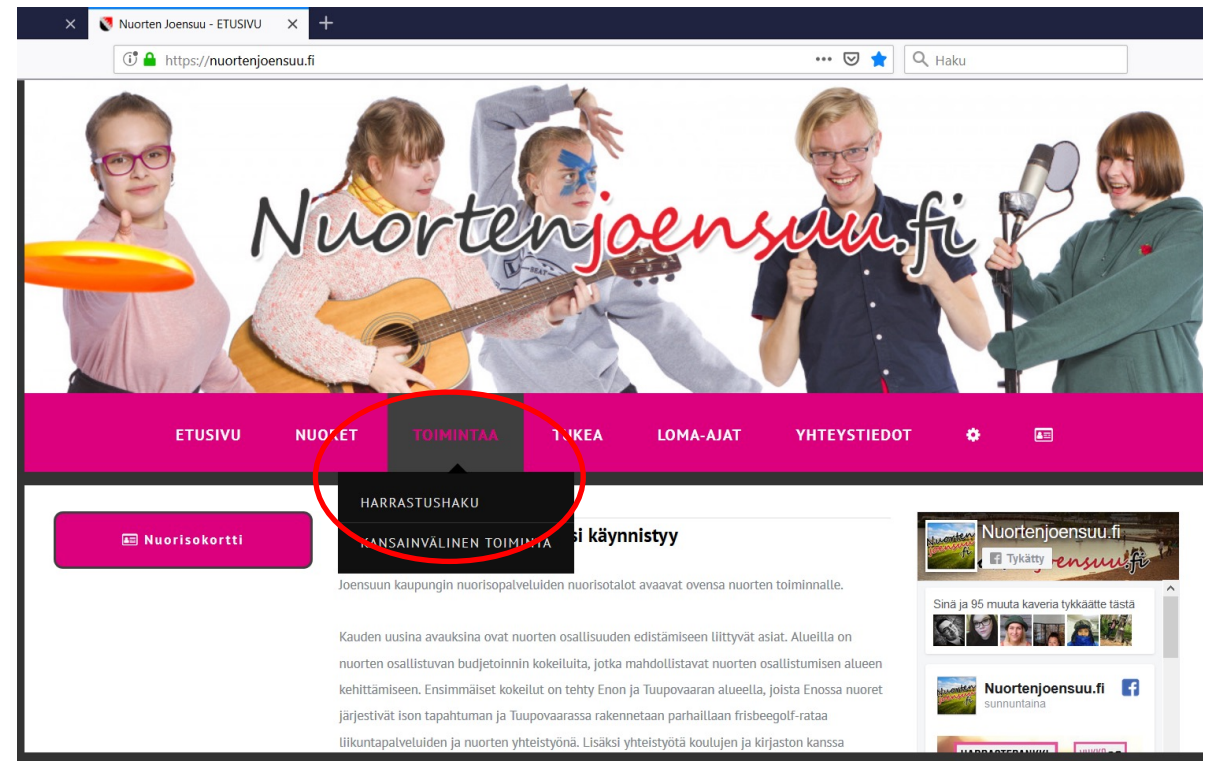 Nuorten Joensuu - ETUSIVU
https://nuortenjoensuu.fi
Haku
Nuortenjoensuu.fi
ETUSIVU NUORET TOIMINTAA TUKEA LOMA-AJAT YHTEYSTIEDOT
HARRASTUSHAKU
KANSAINVÄLINEN TOIMINTA
Nuorisokortti
si käynnistyy
Joensuun kaupungin nuorisopalveluiden nuorisotalot avaavat ovensa nuorten toiminnalle.
Kauden uusina avauksina ovat nuorten osallisuuden edistämiseen liittyvät asiat. Alueilla on
nuorten osallistuvan budjetoinnin kokeiluita, jotka mahdollistavat nuorten osallistumisen alueen
kehittämiseen. Ensimmäiset kokeilut on tehty Enon ja Tuupovaaran alueella, joista Enossa nuoret
järjestivät ison tapahtuman ja Tuupovaarassa rakennetaan parhaillaan frisbeegolf-rataa
liikuntapalveluiden ja nuorten yhteistyönä. Lisäksi yhteistyötä koulujen ja kirjaston kanssa
Nuortenjoensuu.fi
Tykätty
Sinä ja 95 muuta kaveria tykkäätte tästä
Nuortenjoensuu.fi
sunnuntaina
HARRASTEPANKKI